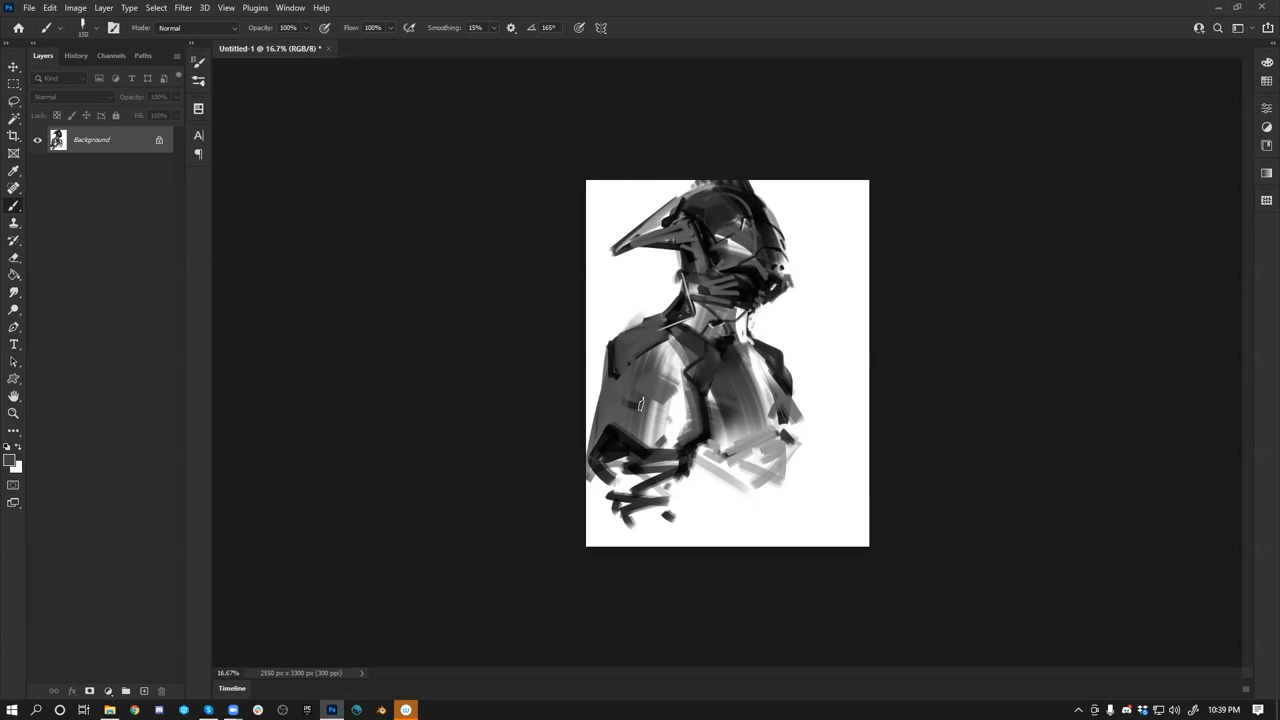 Ps File Edit Image Layer Type Select Filter 3D View Plugins Window Help
150 Mode: Normal Opacity: 100% Flow: 100% Smoothing: 15% 165°
Layers History Channels Paths
Untitled-1 @ 16.7% (RGB/8) * ×
Kind
Normal Opacity: 100%
Lock: Fill: 100%
Background
16.67% 2550 px x 3300 px (300 ppi)
Timeline
10:39 PM